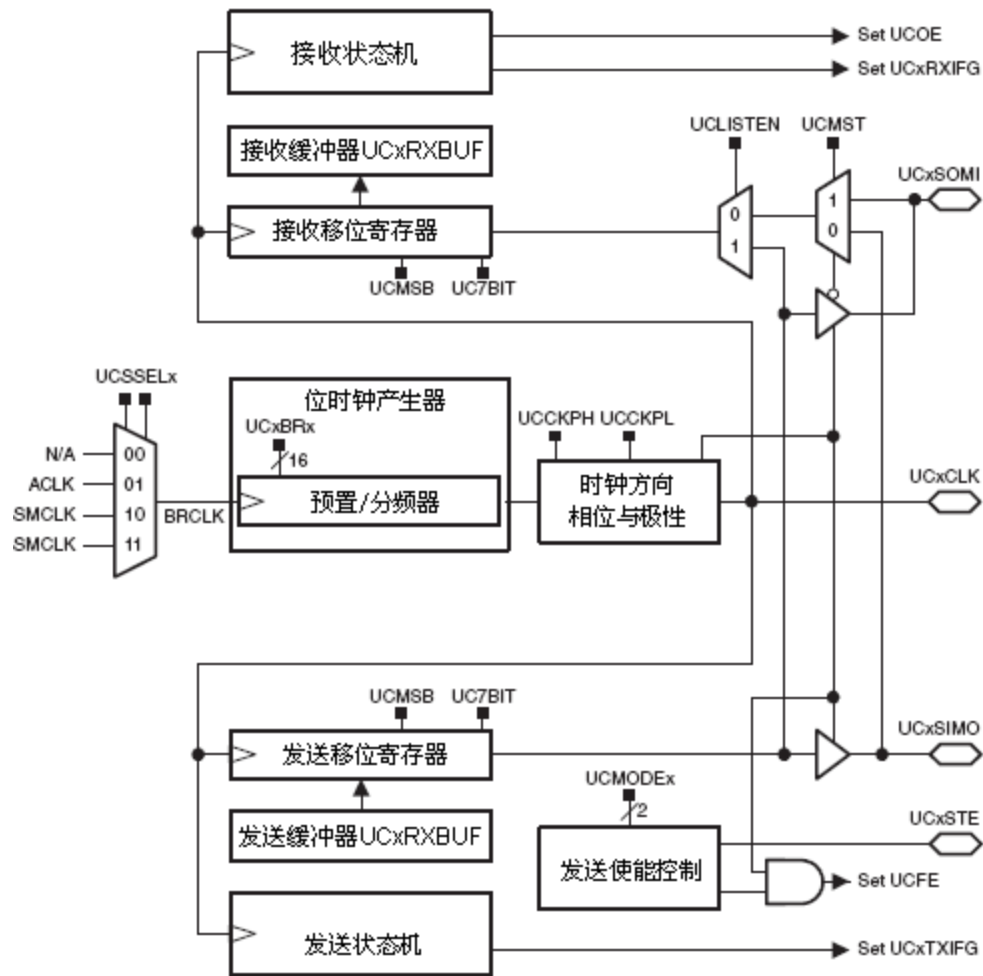 接收状态机
Set UCOE
Set UCxRXIFG
接收缓冲器UCxRXBUF
UCLISTEN
UCMST
UCxSOMI
接收移位寄存器
0
1
1
0
UCMSB
UC7BIT
UCSSELx
位时钟产生器
UCxBRx
16
UCCKPH
UCCKPL
N/A
00
ACLK
01
SMCLK
10
SMCLK
11
BRCLK
预置/分频器
时钟方向
相位与极性
UCxCLK
UCMSB
UC7BIT
发送移位寄存器
UCxSIMO
UCMODEx
2
发送缓冲器UCxRXBUF
发送使能控制
UCxSTE
Set UCFE
发送状态机
Set UCxTXIFG